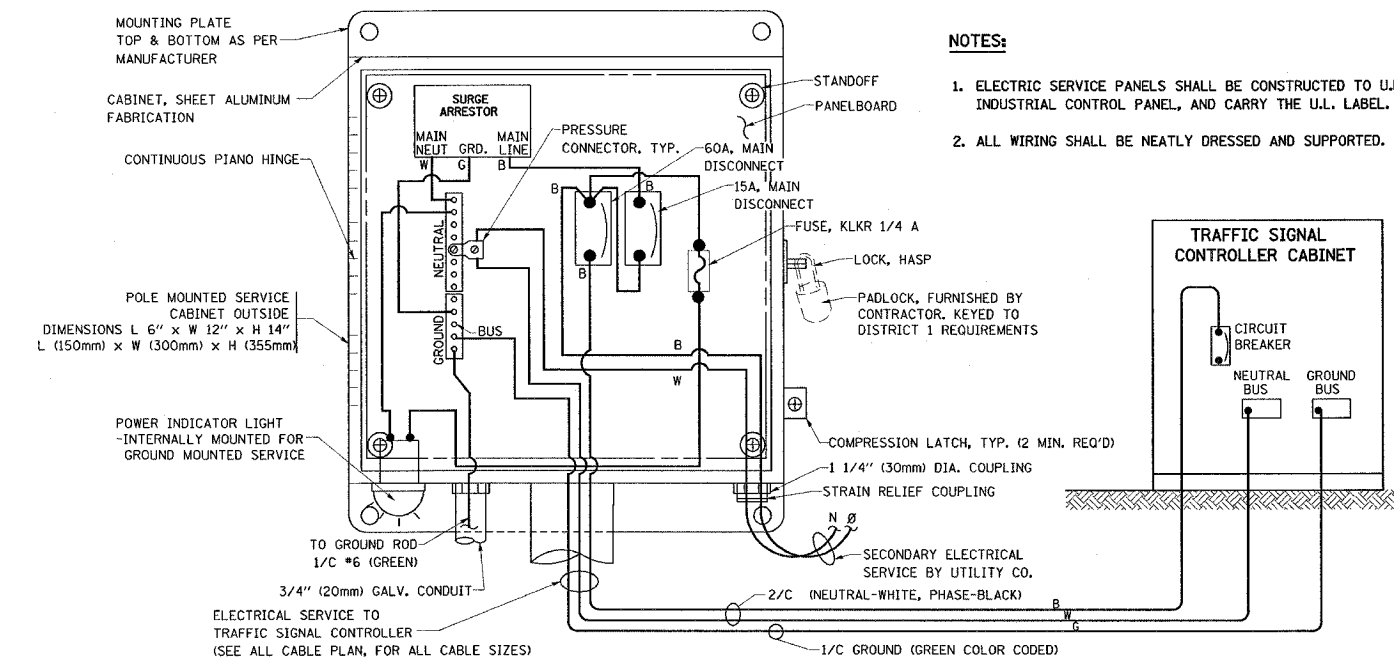 MOUNTING PLATE
TOP & BOTTOM AS PER
MANUFACTURER
CABINET, SHEET ALUMINUM
FABRICATION
CONTINUOUS PIANO HINGE
POLE MOUNTED SERVICE
CABINET OUTSIDE
DIMENSIONS L 6" x W 12" x H 14"
L (150mm) x W (300mm) x H (355mm)
POWER INDICATOR LIGHT
-INTERNALLY MOUNTED FOR
GROUND MOUNTED SERVICE
SURGE
ARRESTOR
MAIN
NEUT
GRD.
MAIN
LINE
W
G
B
PRESSURE
CONNECTOR, TYP.
STANDOFF
PANELBOARD
60A, MAIN
DISCONNECT
15A, MAIN
DISCONNECT
B
B
B
NEUTRAL
GROUND
BUS
FUSE, KLKR 1/4 A
LOCK, HASP
PADLOCK, FURNISHED BY
CONTRACTOR. KEYED TO
DISTRICT 1 REQUIREMENTS
B
W
COMPRESSION LATCH, TYP. (2 MIN. REQ'D)
1 1/4" (30mm) DIA. COUPLING
STRAIN RELIEF COUPLING
N Ø
SECONDARY ELECTRICAL
SERVICE BY UTILITY CO.
TO GROUND ROD
1/C #6 (GREEN)
3/4" (20mm) GALV. CONDUIT
ELECTRICAL SERVICE TO
TRAFFIC SIGNAL CONTROLLER
(SEE ALL CABLE PLAN, FOR ALL CABLE SIZES)
2/C (NEUTRAL-WHITE, PHASE-BLACK)
B
W
G
1/C GROUND (GREEN COLOR CODED)
NOTES:
1. ELECTRIC SERVICE PANELS SHALL BE CONSTRUCTED TO U.L
INDUSTRIAL CONTROL PANEL, AND CARRY THE U.L. LABEL.
2. ALL WIRING SHALL BE NEATLY DRESSED AND SUPPORTED.
TRAFFIC SIGNAL
CONTROLLER CABINET
CIRCUIT
BREAKER
NEUTRAL
BUS
GROUND
BUS